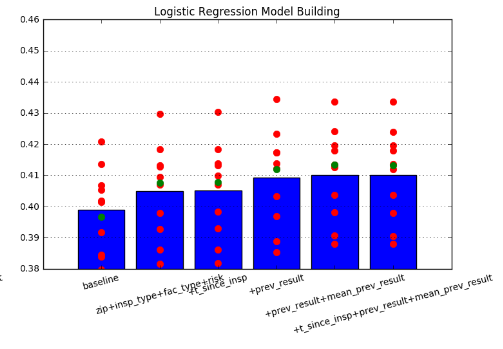 Logistic Regression Model Building
0.46
0.45
0.44
0.43
0.42
0.41
0.40
0.39
0.38
baseline
zip+insp_type+fac_type+risk
+t_since_insp
+prev_result
+prev_result+mean_prev_result
+t_since_insp+prev_result+mean_prev_result